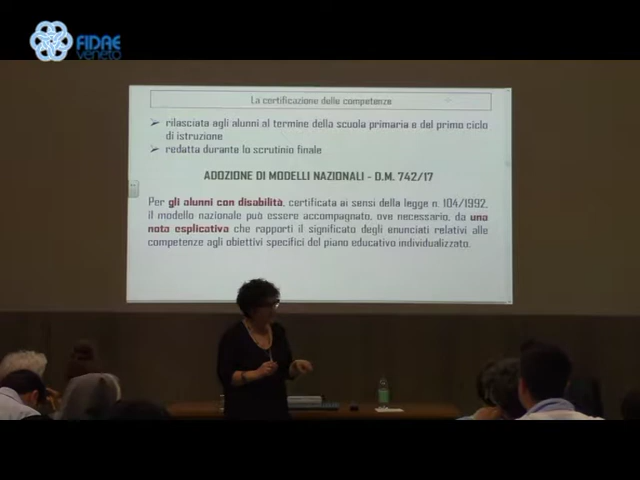 FIDAE
veneto
La certificazione delle competenze
➢ rilasciata agli alunni al termine della scuola primaria e del primo ciclo
di istruzione
➢ redatta durante lo scrutinio finale
ADOZIONE DI MODELLI NAZIONALI - D.M. 742/17
Per gli alunni con disabilità, certificata ai sensi della legge n. 104/1992,
il modello nazionale può essere accompagnato, ove necessario, da una
nota esplicativa che rapporti il significato degli enunciati relativi alle
competenze agli obiettivi specifici del piano educativo individualizzato.